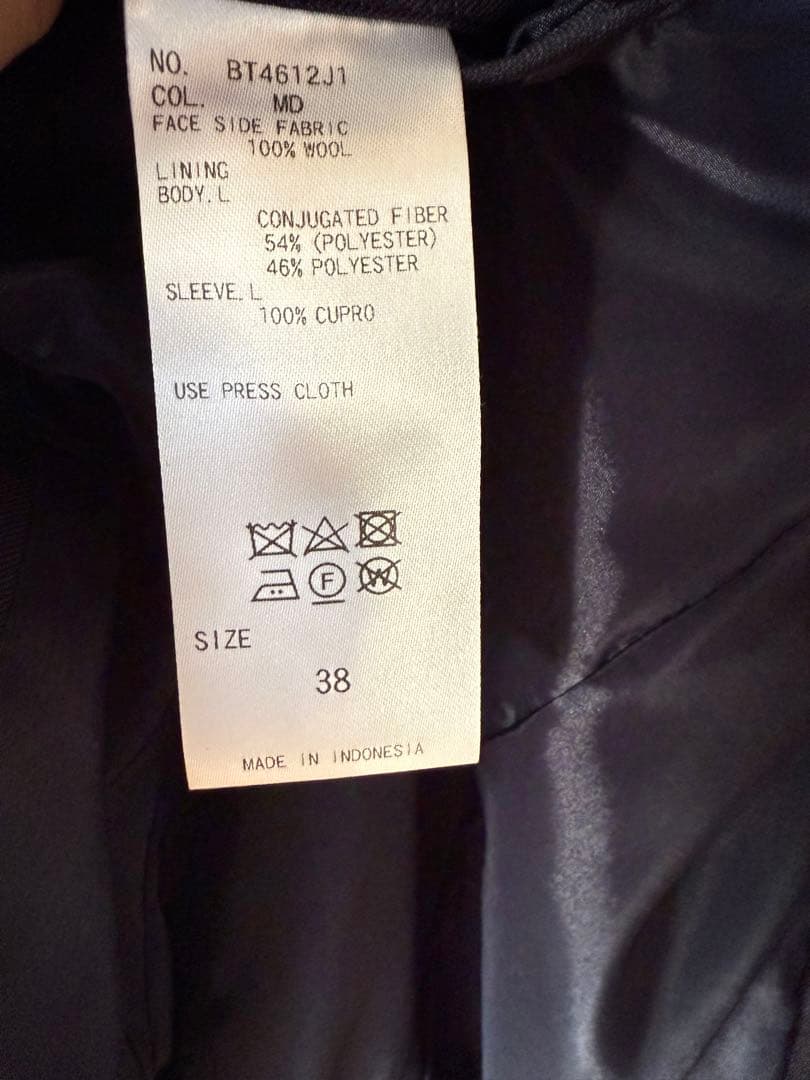 NO. BT4612J1
COL. MD
FACE SIDE FABRIC
100% WOOL
LINING
BODY. L
CONJUGATED FIBER
54% (POLYESTER)
46% POLYESTER
SLEEVE. L
100% CUPRO
USE PRESS CLOTH
F W
SIZE
38
MADE IN INDONESIA